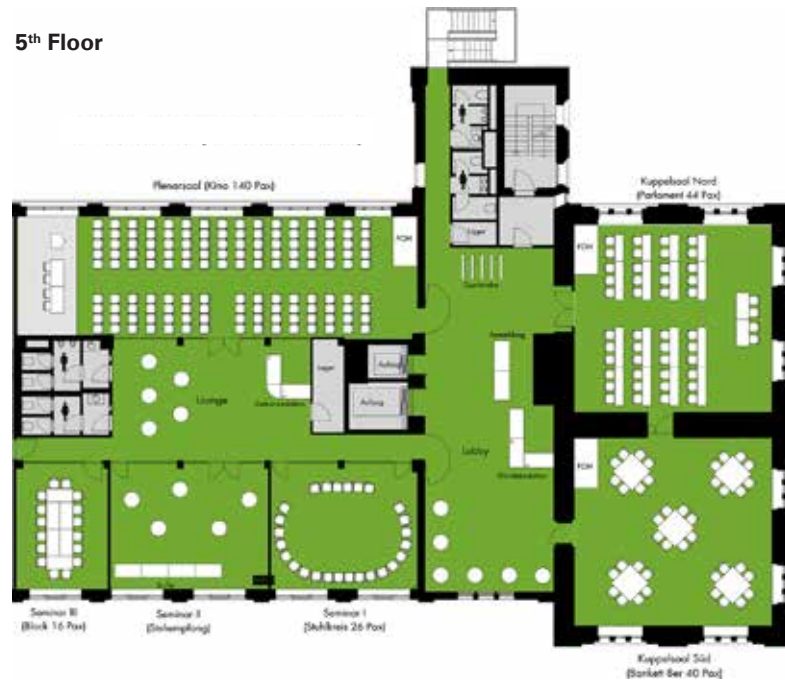 5th Floor
Plenarsaal (Kino 140 Pax)
Kuppelsaal Nord
(Parlament 44 Pax)
FOH
FOH
Lager
Garderobe
Anmeldung
Lager
Aufzug
Lounge
Aufzug
Lobby
FOH
Seminar III
(Block 16 Pax)
Seminar II
(Stehempfang)
Seminar I
(Stuhlkreis 26 Pax)
Kuppelsaal Süd
(Bankett 8er 40 Pax)